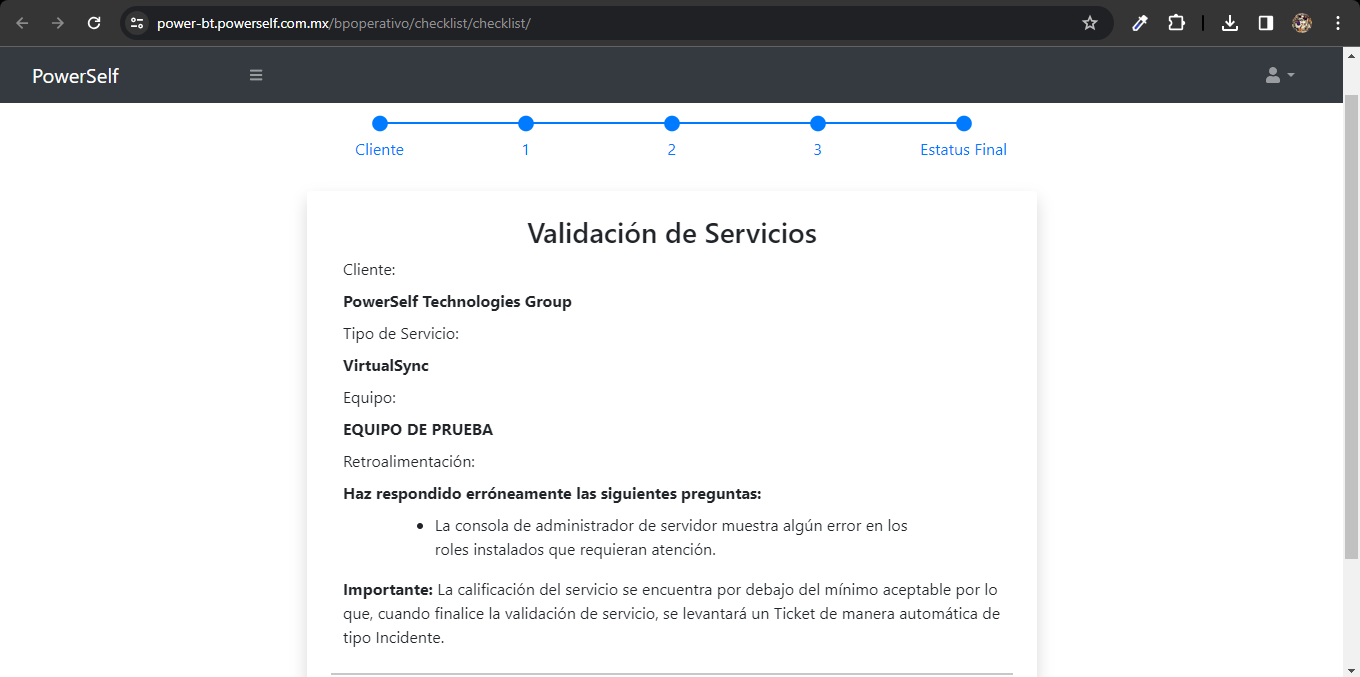 power-bt.powerself.com.mx/bpoperativo/checklist/checklist/
PowerSelf
Cliente
1
2
3
Estatus Final
Validación de Servicios
Cliente:
PowerSelf Technologies Group
Tipo de Servicio:
VirtualSync
Equipo:
EQUIPO DE PRUEBA
Retroalimentación:
Haz respondido erróneamente las siguientes preguntas:
La consola de administrador de servidor muestra algún error en los
roles instalados que requieran atención.
Importante: La calificación del servicio se encuentra por debajo del mínimo aceptable por lo
que, cuando finalice la validación de servicio, se levantará un Ticket de manera automática de
tipo Incidente.